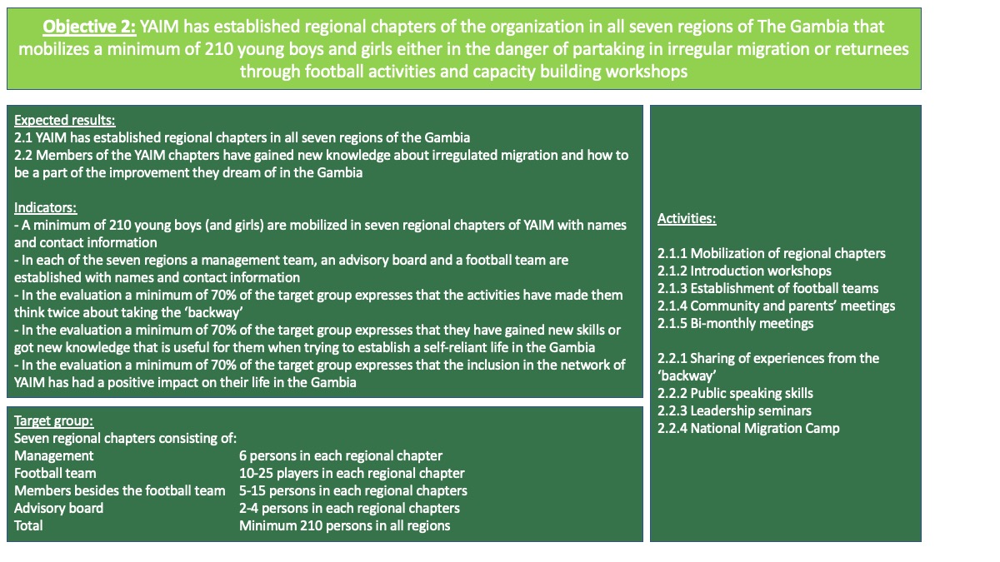 Objective 2: YAIM has established regional chapters of the organization in all seven regions of The Gambia that
mobilizes a minimum of 210 young boys and girls either in the danger of partaking in irregular migration or returnees
through football activities and capacity building workshops
Expected results:
2.1 YAIM has established regional chapters in all seven regions of the Gambia
2.2 Members of the YAIM chapters have gained new knowledge about irregulated migration and how to
be a part of the improvement they dream of in the Gambia
Indicators:
- A minimum of 210 young boys (and girls) are mobilized in seven regional chapters of YAIM with names
and contact information
- In each of the seven regions a management team, an advisory board and a football team are
established with names and contact information
- In the evaluation a minimum of 70% of the target group expresses that the activities have made them
think twice about taking the ‘backway’
- In the evaluation a minimum of 70% of the target group expresses that they have gained new skills or
got new knowledge that is useful for them when trying to establish a self-reliant life in the Gambia
- In the evaluation a minimum of 70% of the target group expresses that the inclusion in the network of
YAIM has had a positive impact on their life in the Gambia
Target group:
Seven regional chapters consisting of:
Management 6 persons in each regional chapter
Football team 10-25 players in each regional chapter
Members besides the football team 5-15 persons in each regional chapters
Advisory board 2-4 persons in each regional chapters
Total Minimum 210 persons in all regions
Activities:
2.1.1 Mobilization of regional chapters
2.1.2 Introduction workshops
2.1.3 Establishment of football teams
2.1.4 Community and parents’ meetings
2.1.5 Bi-monthly meetings
2.2.1 Sharing of experiences from the
‘backway’
2.2.2 Public speaking skills
2.2.3 Leadership seminars
2.2.4 National Migration Camp